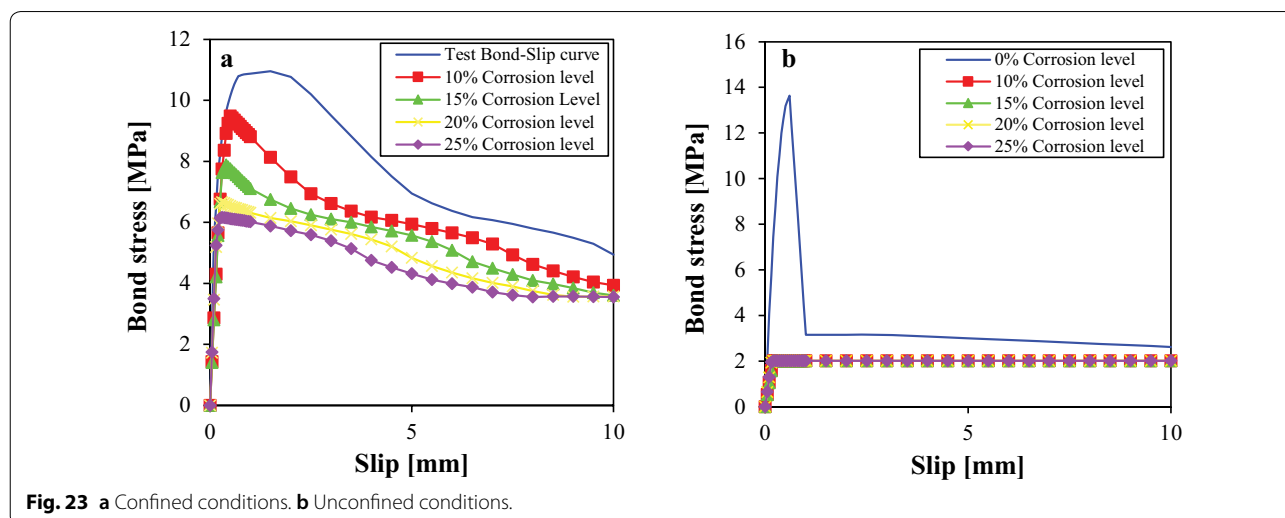 a
12
10
8
6
4
2
0
Bond stress [MPa]
Test Bond-Slip curve
10% Corrosion level
15% Corrosion Level
20% Corrosion level
25% Corrosion level
0 5 10
Slip [mm]
b
16
14
12
10
8
6
4
2
0
Bond stress [MPa]
0% Corrosion level
10% Corrosion level
15% Corrosion level
20% Corrosion level
25% Corrosion level
0 5 10
Slip [mm]
Fig. 23 a Confined conditions. b Unconfined conditions.